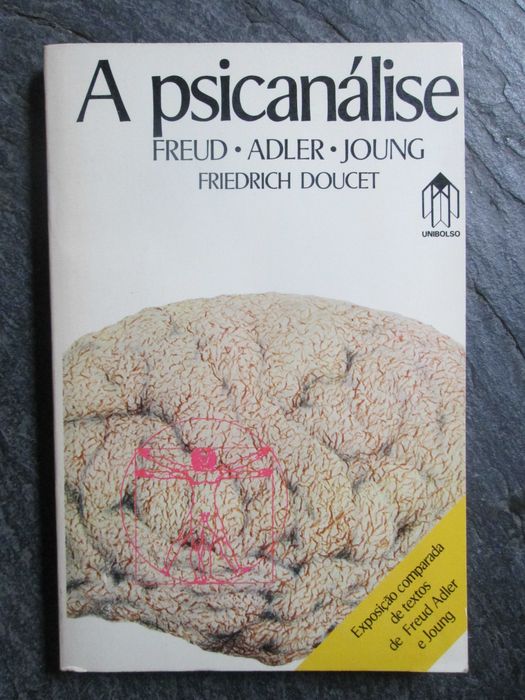 A psicanálise
FREUD • ADLER • JOUNG
FRIEDRICH DOUCET
UNIBOLSO
Exposição comparada
de textos
de Freud Adler
e Joung